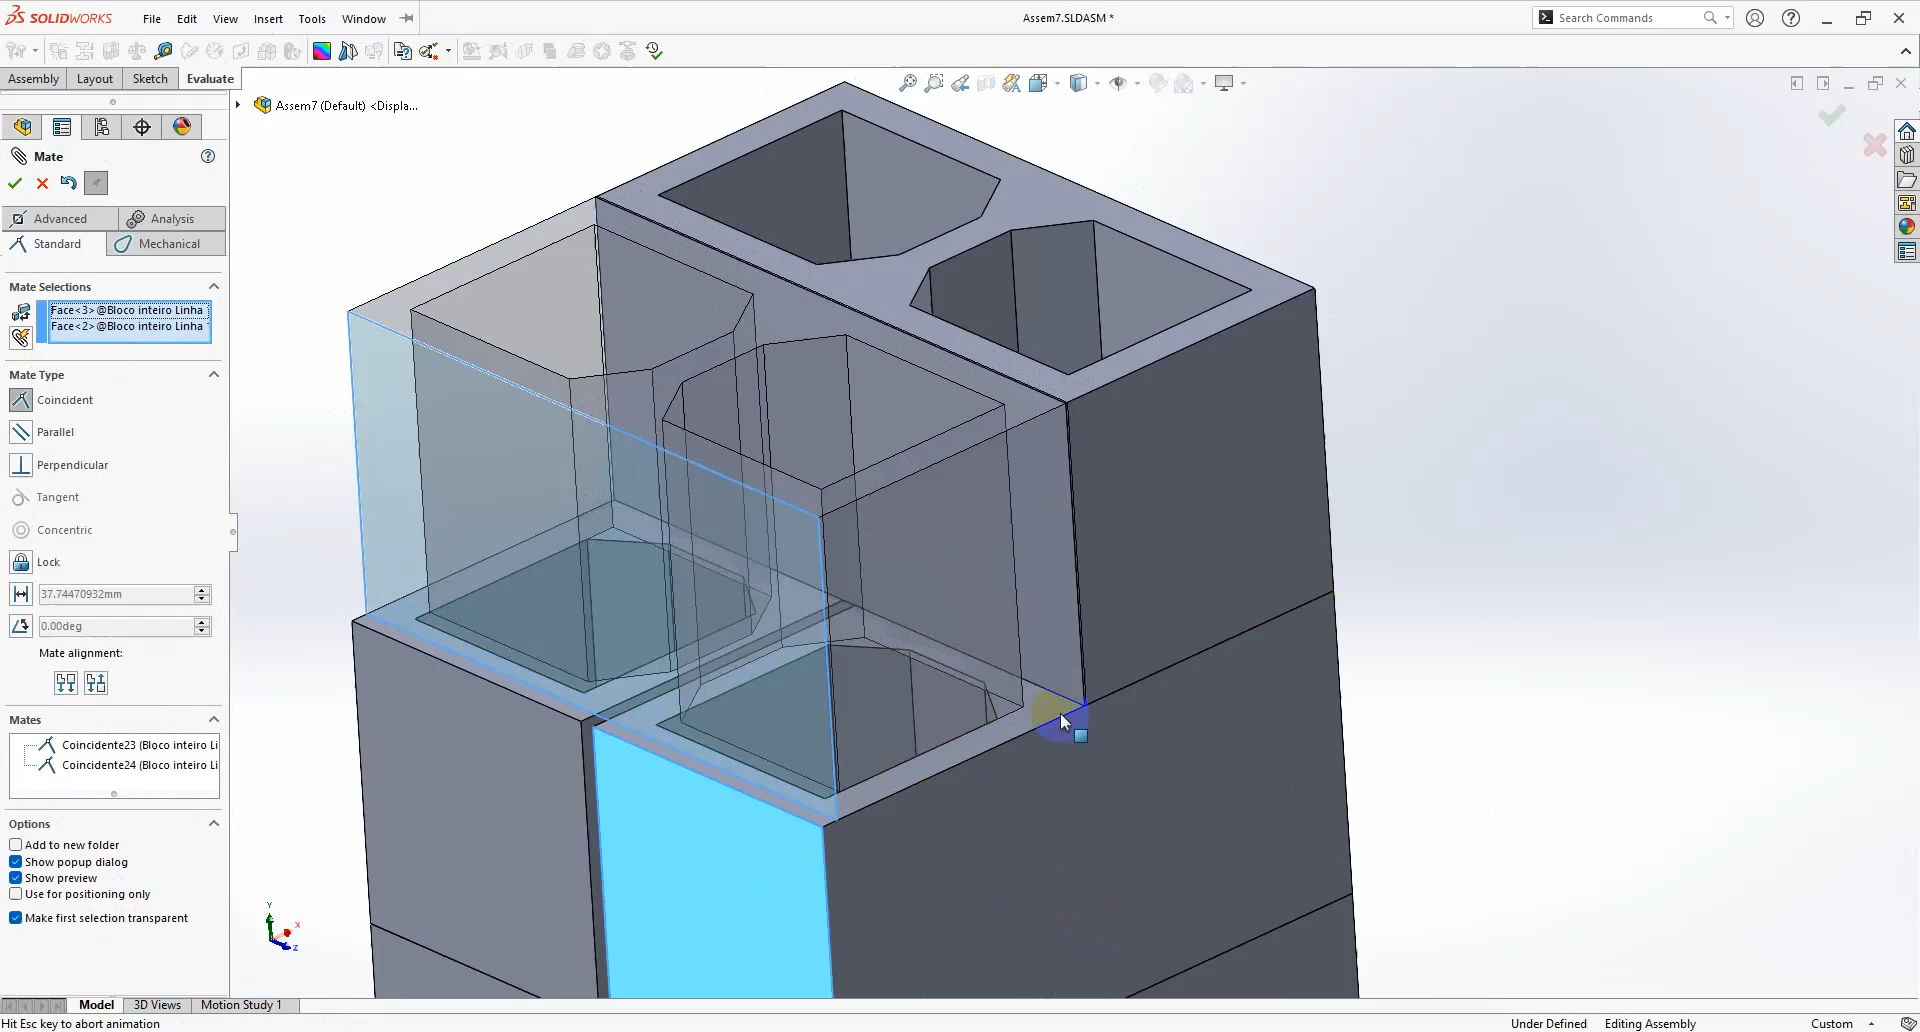 SOLIDWORKS File Edit View Insert Tools Window
Assem7.SLDASM *
Search Commands
Assembly Layout Sketch Evaluate
Assem7 (Default) <Displa...
Mate
Advanced Analysis
Standard Mechanical
Mate Selections
Face<3>@Bloco inteiro Linha
Face<2>@Bloco inteiro Linha
Mate Type
Coincident
Parallel
Perpendicular
Tangent
Concentric
Lock
37.74470932mm
0.00deg
Mate alignment:
Mates
Coincidente23 (Bloco inteiro Li
Coincidente24 (Bloco inteiro Li
Options
Add to new folder
Show popup dialog
Show preview
Use for positioning only
Make first selection transparent
Y
X
Z
Model 3D Views Motion Study 1
Hit Esc key to abort animation
Under Defined Editing Assembly Custom